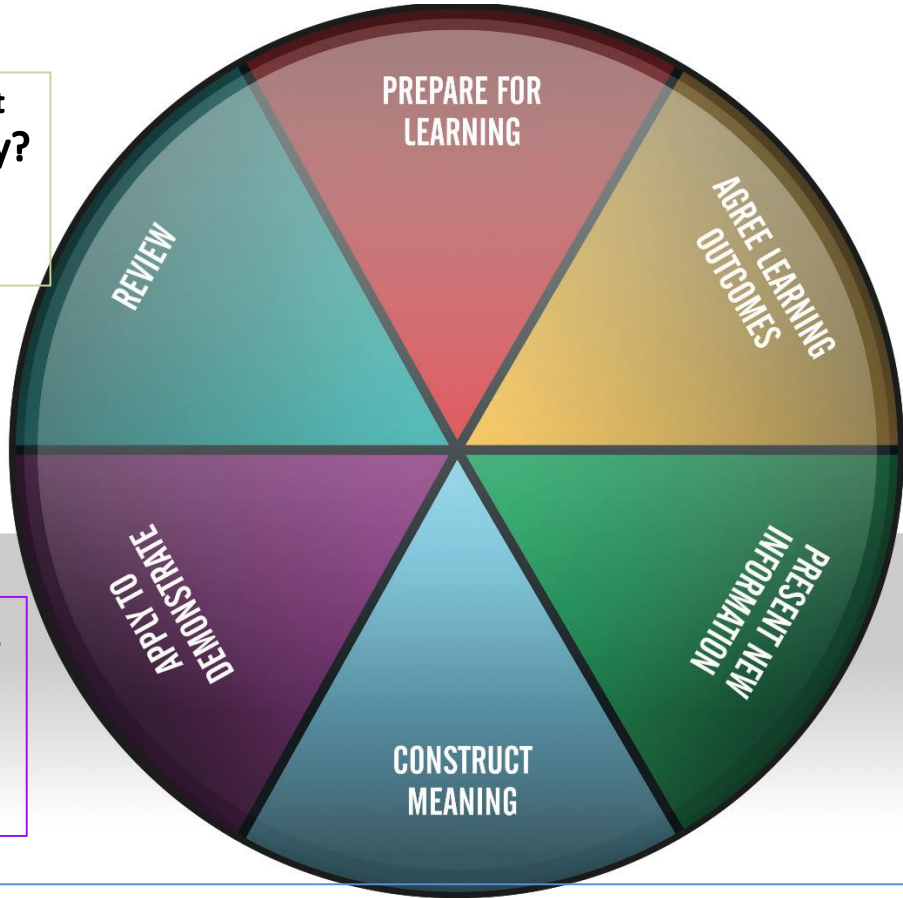 PREPARE FOR
LEARNING
AGREE LEARNING
OUTCOMES
PRESENT NEW
INFORMATION
CONSTRUCT
MEANING
APPLY TO
DEMONSTRATE
REVIEW